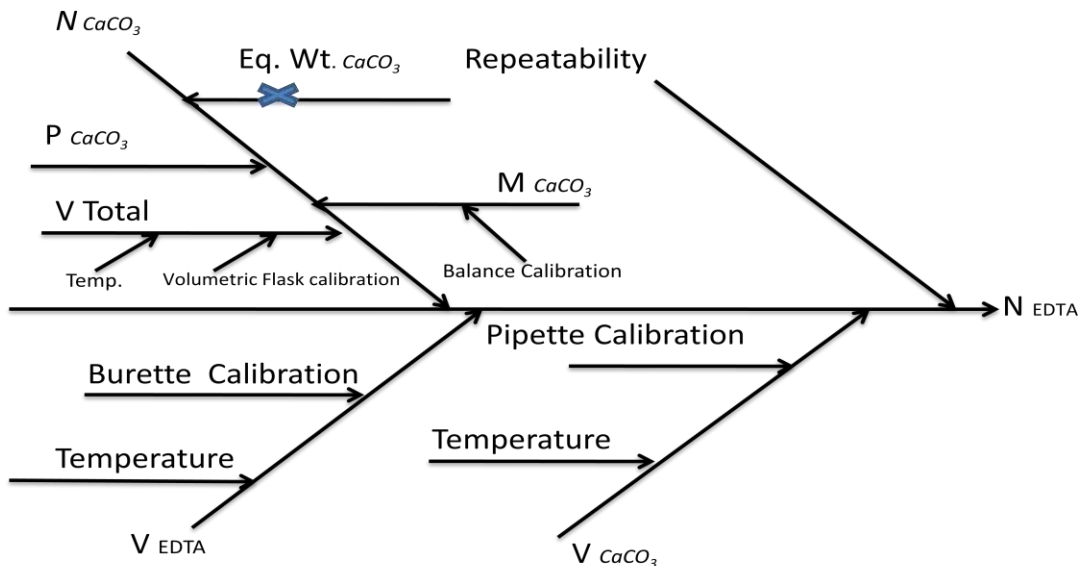 N CaCO₃
Eq. Wt. CaCO₃
Repeatability
P CaCO₃
M CaCO₃
V Total
Temp.
Volumetric Flask calibration
Balance Calibration
N EDTA
Pipette Calibration
Burette Calibration
Temperature
Temperature
V EDTA
V CaCO₃